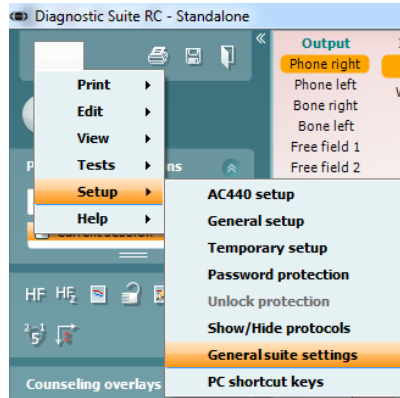 Diagnostic Suite RC - Standalone
Output
Phone right
Phone left
Bone right
Bone left
Free field 1
Free field 2
Print
Edit
View
Tests
Setup
Help
AC440 setup
General setup
Temporary setup
Password protection
Unlock protection
Show/Hide protocols
General suite settings
PC shortcut keys
HF HFz
Counseling overlays